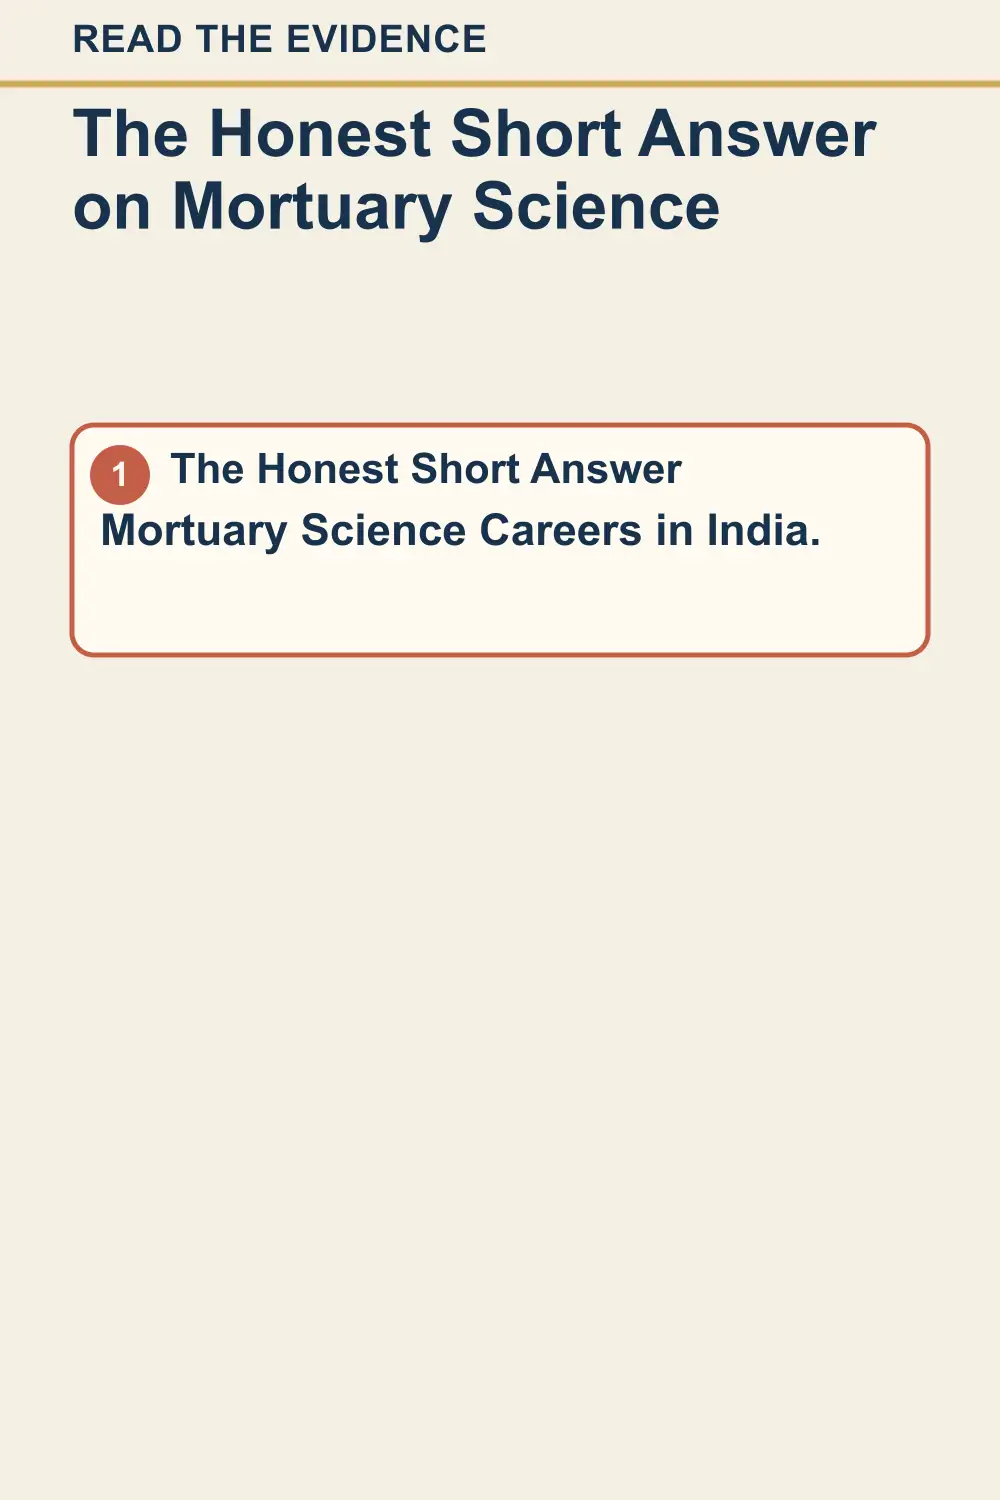 READ THE EVIDENCE
The Honest Short Answer
on Mortuary Science
1 The Honest Short Answer
Mortuary Science Careers in India.